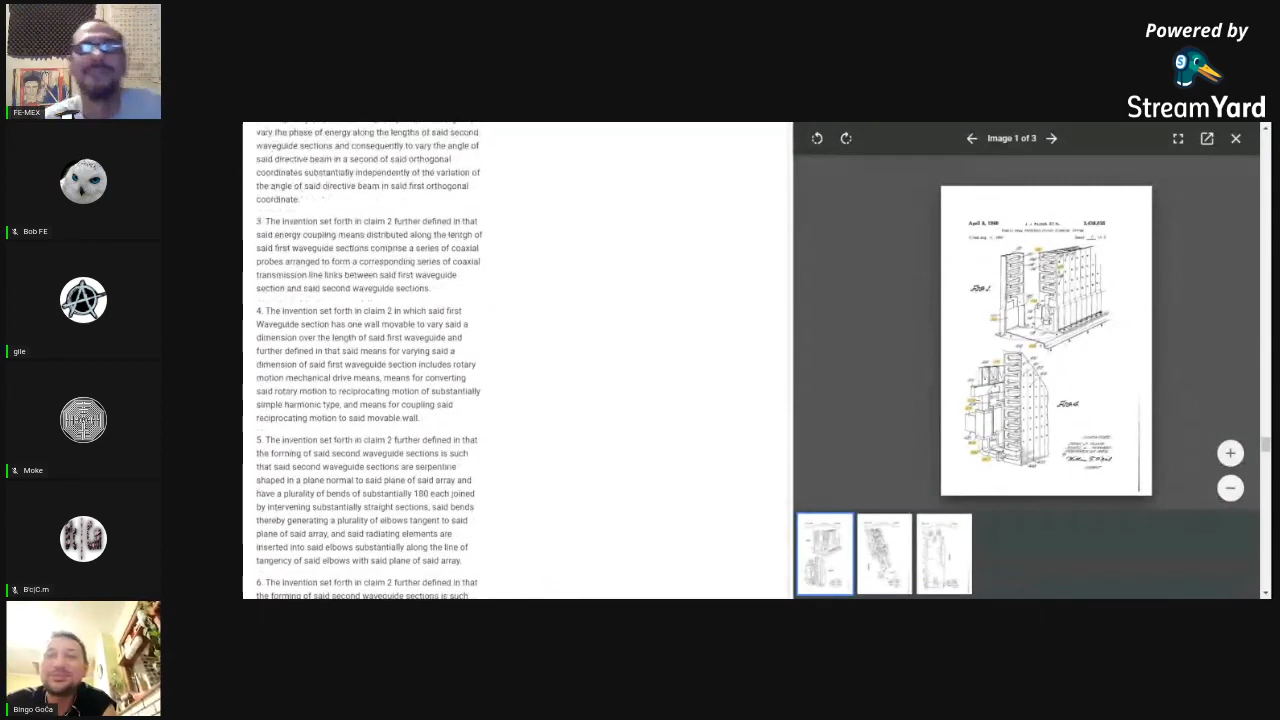 Powered by
StreamYard
FE-MEX
Bob FE
Moke
B'c|C.m
Bingo Goča
vary the phase of energy along the lengths of said second
waveguide sections and consequently to vary the angle of
said directive beam in a second of said orthogonal
coordinates substantially independently of the variation of
the angle of said directive beam in said first orthogonal
coordinate.
3. The invention set forth in claim 2 further defined in that
said energy coupling means distributed along the length of
said first waveguide sections comprise a series of coaxial
probes arranged to form a corresponding series of coaxial
transmission line links between said first waveguide
section and said second waveguide sections.
4. The invention set forth in claim 2 in which said first
Waveguide section has one wall movable to vary said a
dimension over the length of said first waveguide and
further defined in that said means for varying said a
dimension of said first waveguide section includes rotary
motion mechanical drive means, means for converting
said rotary motion to reciprocating motion of substantially
simple harmonic type, and means for coupling said
reciprocating motion to said movable wall.
5. The invention set forth in claim 2 further defined in that
the forming of said second waveguide sections is such
that said second waveguide sections are serpentine
shaped in a plane normal to said plane of said array and
have a plurality of bends of substantially 180 each joined
by intervening substantially straight sections, said bends
thereby generating a plurality of elbows tangent to said
plane of said array, and said radiating elements are
inserted into said elbows substantially along the line of
tangency of said elbows with said plane of said array.
6. The invention set forth in claim 2 further defined in that
the forming of said second waveguide sections is such
Image 1 of 3
April 8, 1969